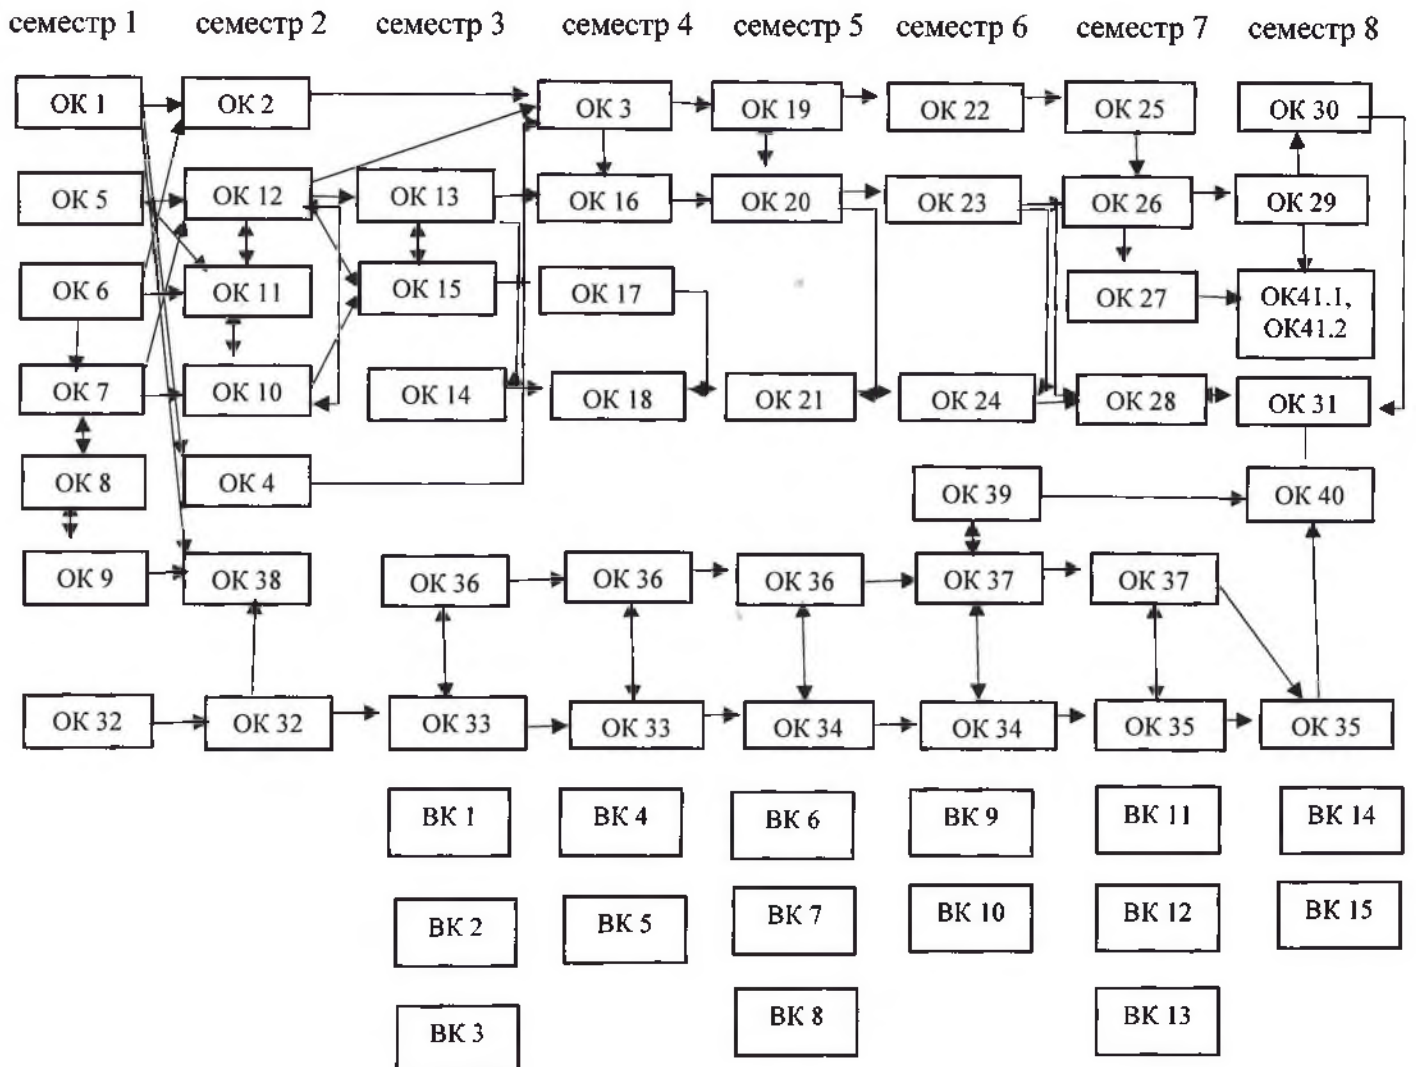 семестр 1 семестр 2 семестр 3 семестр 4 семестр 5 семестр 6 семестр 7 семестр 8
ОК 1 ОК 2 ОК 3 ОК 19 ОК 22 ОК 25 ОК 30
ОК 5 ОК 12 ОК 13 ОК 16 ОК 20 ОК 23 ОК 26 ОК 29
ОК 6 ОК 11 ОК 15 ОК 17 ОК 27 ОК41.1,
ОК41.2
ОК 7 ОК 10 ОК 14 ОК 18 ОК 21 ОК 24 ОК 28 ОК 31
ОК 8 ОК 4 ОК 39 ОК 40
ОК 9 ОК 38 ОК 36 ОК 36 ОК 36 ОК 37 ОК 37
ОК 32 ОК 32 ОК 33 ОК 33 ОК 34 ОК 34 ОК 35 ОК 35
ВК 1 ВК 4 ВК 6 ВК 9 ВК 11 ВК 14
ВК 2 ВК 5 ВК 7 ВК 10 ВК 12 ВК 15
ВК 3 ВК 8 ВК 13